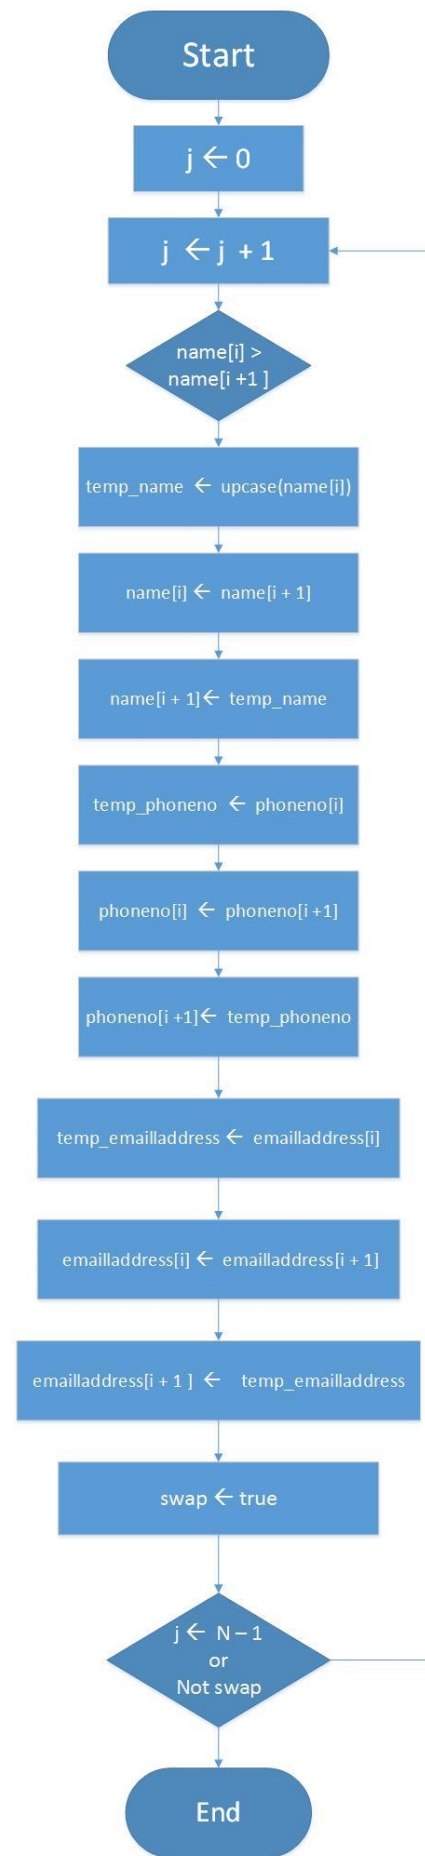 Start
j ← 0
j ← j + 1
name[i] >
name[i +1 ]
temp_name ← upcase(name[i])
name[i] ← name[i + 1]
name[i + 1]← temp_name
temp_phoneno ← phoneno[i]
phoneno[i] ← phoneno[i +1]
phoneno[i +1]← temp_phoneno
temp_emailladdress ← emailladdress[i]
emailladdress[i] ← emailladdress[i + 1]
emailladdress[i + 1 ] ← temp_emailladdress
swap ← true
j ← N – 1
or
Not swap
End